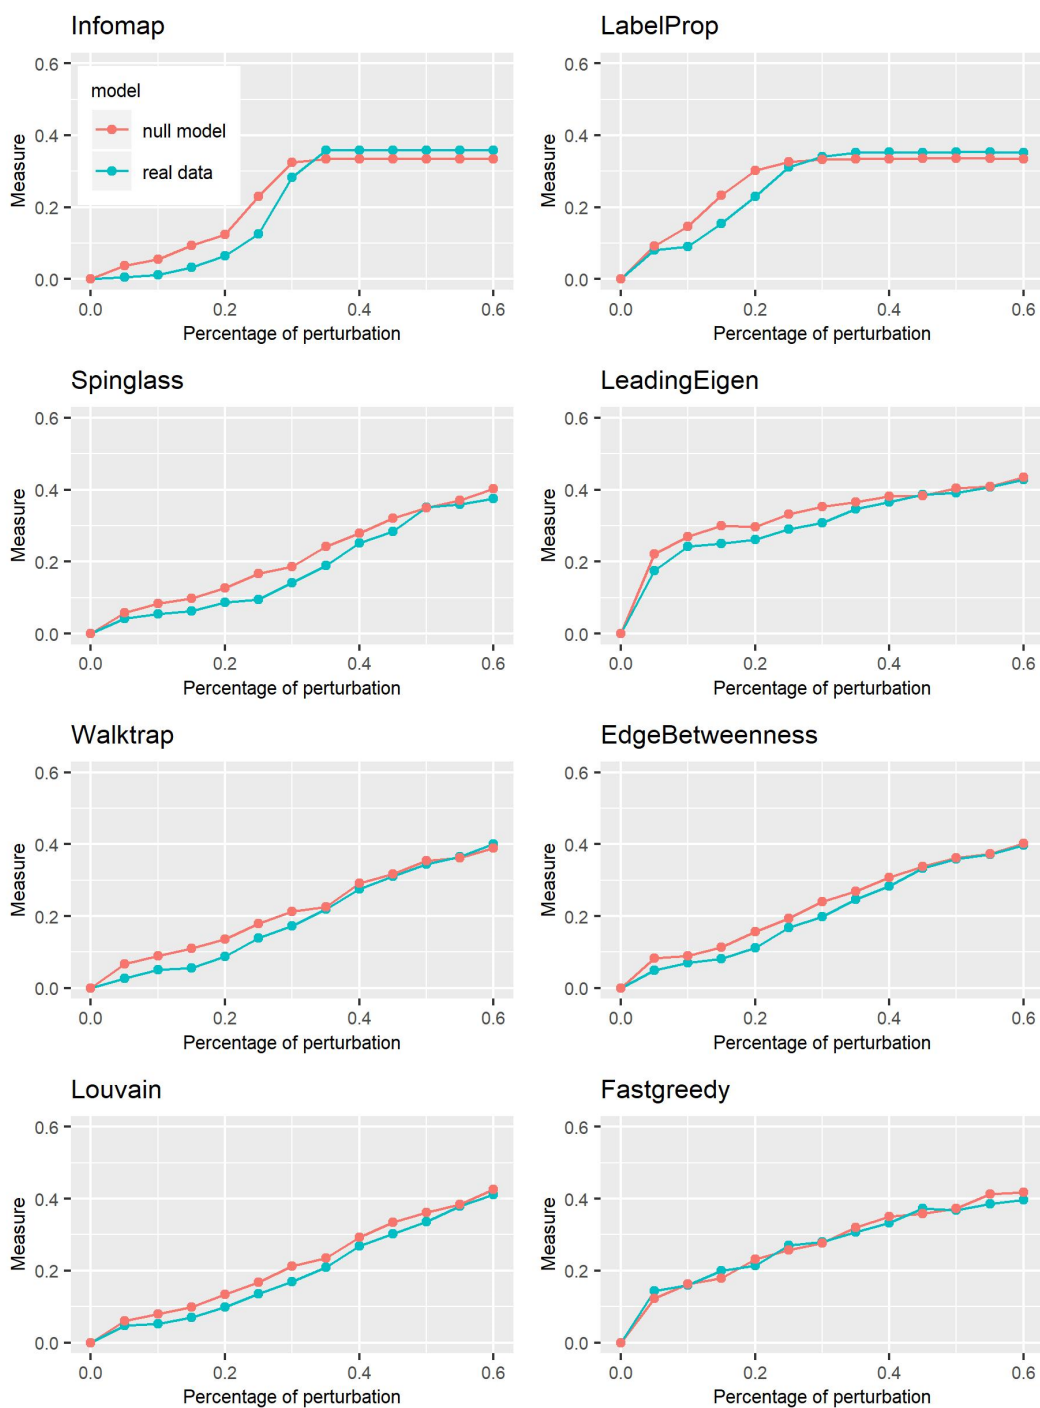 Infomap
LabelProp
Measure
0.6
0.4
0.2
0.0
model
null model
real data
0.0 0.2 0.4 0.6
Percentage of perturbation
Measure
0.6
0.4
0.2
0.0
0.0 0.2 0.4 0.6
Percentage of perturbation
Spinglass
LeadingEigen
Measure
0.6
0.4
0.2
0.0
0.0 0.2 0.4 0.6
Percentage of perturbation
Measure
0.6
0.4
0.2
0.0
0.0 0.2 0.4 0.6
Percentage of perturbation
Walktrap
EdgeBetweenness
Measure
0.6
0.4
0.2
0.0
0.0 0.2 0.4 0.6
Percentage of perturbation
Measure
0.6
0.4
0.2
0.0
0.0 0.2 0.4 0.6
Percentage of perturbation
Louvain
Fastgreedy
Measure
0.6
0.4
0.2
0.0
0.0 0.2 0.4 0.6
Percentage of perturbation
Measure
0.6
0.4
0.2
0.0
0.0 0.2 0.4 0.6
Percentage of perturbation